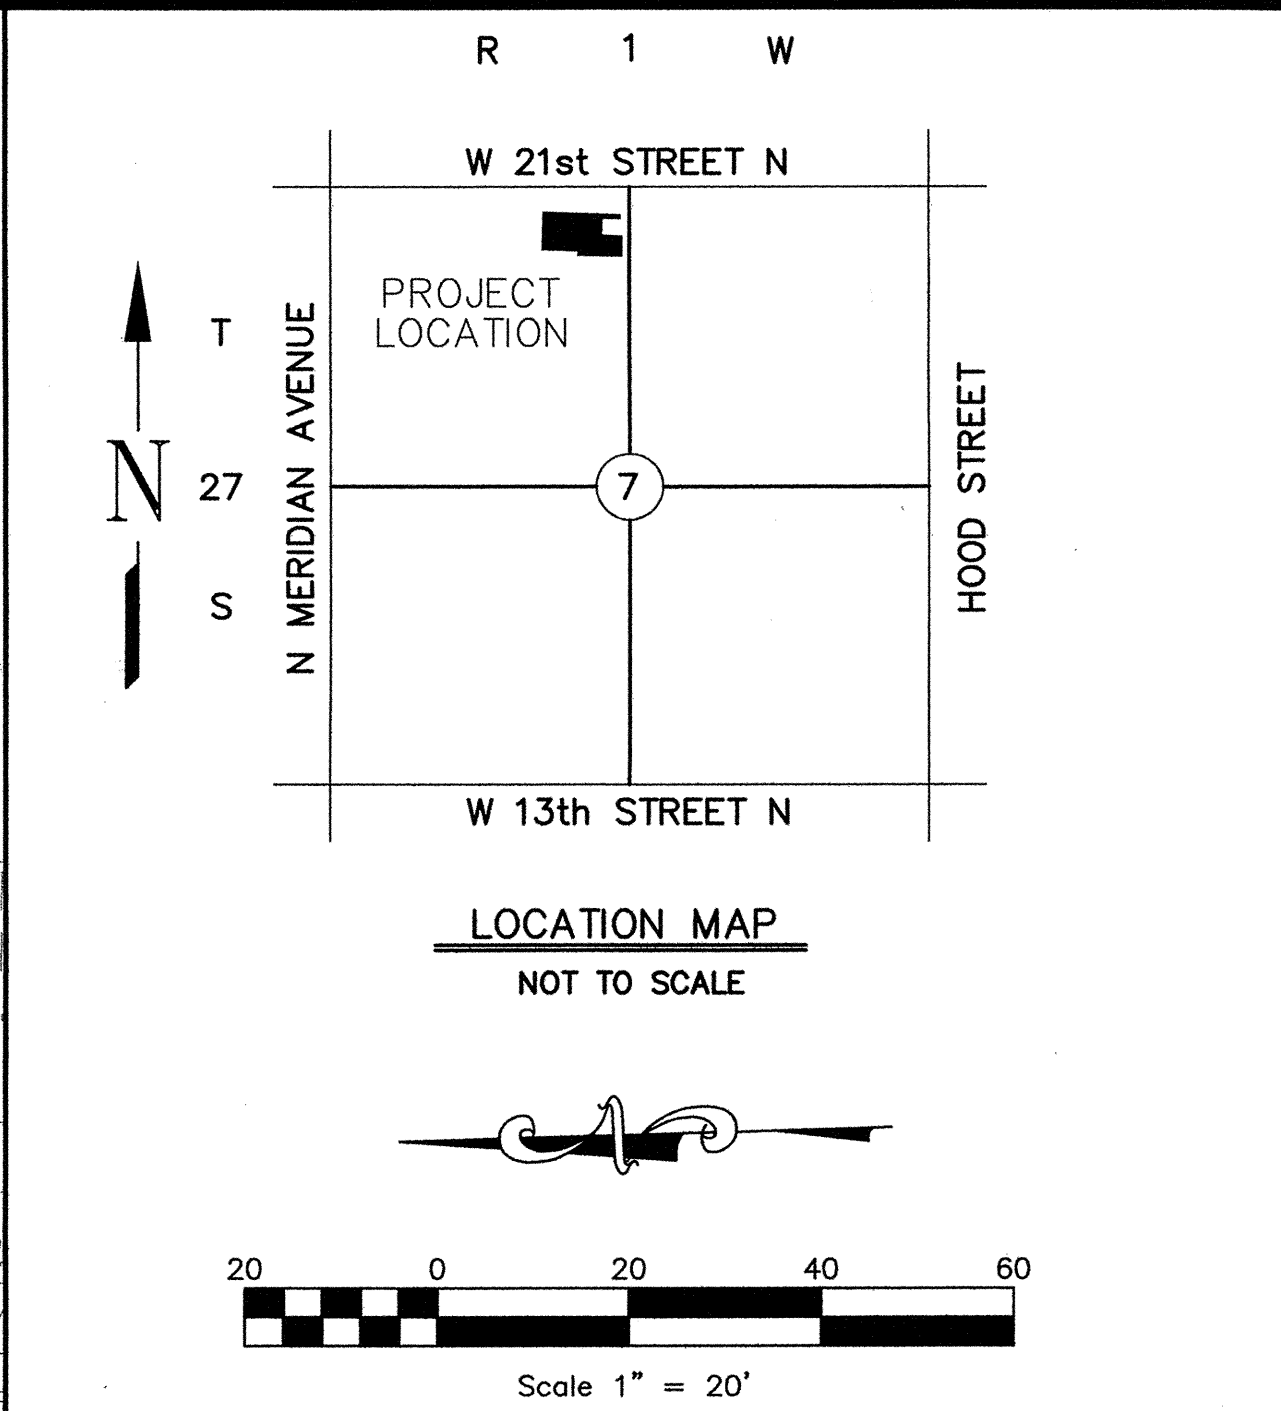 R 1 W
W 21st STREET N
PROJECT
LOCATION
T
27
S
N
N MERIDIAN AVENUE
7
HOOD STREET
W 13th STREET N
LOCATION MAP
NOT TO SCALE
N
20 0 20 40 60
Scale 1" = 20'